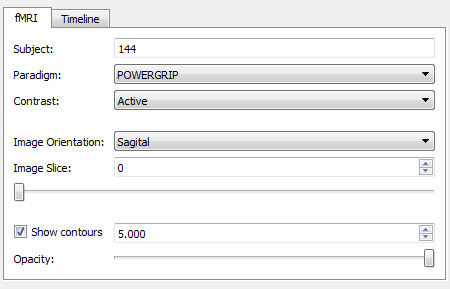 fMRI Timeline
Subject: 144
Paradigm: POWERGRIP
Contrast: Active
Image Orientation: Sagital
Image Slice: 0
Show contours 5.000
Opacity: